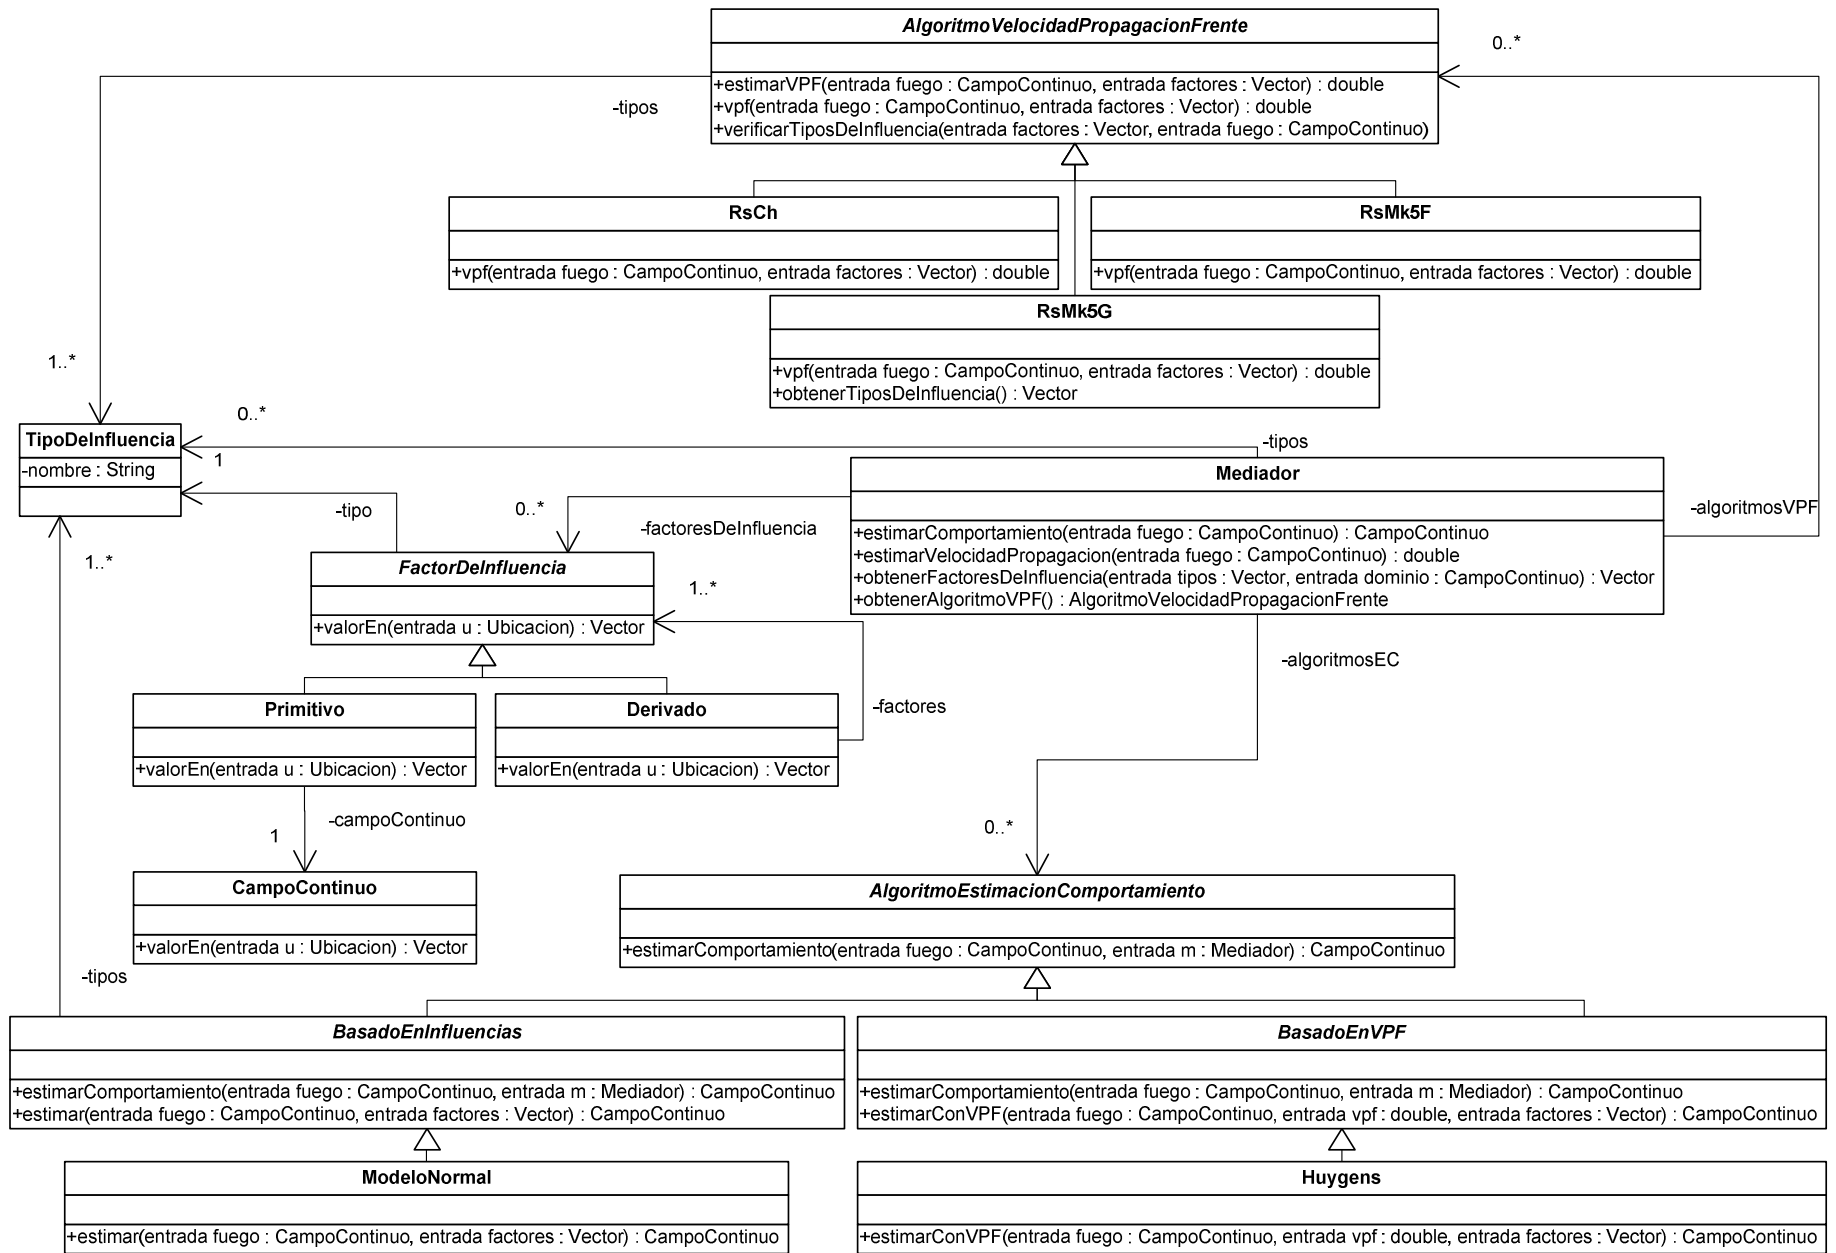 AlgoritmoVelocidadPropagacionFrente
0..*
+estimarVPF(entrada fuego : CampoContinuo, entrada factores : Vector) : double
+vpf(entrada fuego : CampoContinuo, entrada factores : Vector) : double
+verificarTiposDeInfluencia(entrada factores : Vector, entrada fuego : CampoContinuo)
-tipos
RsCh
+vpf(entrada fuego : CampoContinuo, entrada factores : Vector) : double
RsMk5F
+vpf(entrada fuego : CampoContinuo, entrada factores : Vector) : double
RsMk5G
+vpf(entrada fuego : CampoContinuo, entrada factores : Vector) : double
+obtenerTiposDeInfluencia() : Vector
1..*
0..*
TipoDeInfluencia
-nombre : String
1
-tipos
Mediador
+estimarComportamiento(entrada fuego : CampoContinuo) : CampoContinuo
+estimarVelocidadPropagacion(entrada fuego : CampoContinuo) : double
+obtenerFactoresDeInfluencia(entrada tipos : Vector, entrada dominio : CampoContinuo) : Vector
+obtenerAlgoritmoVPF() : AlgoritmoVelocidadPropagacionFrente
-algoritmosVPF
-tipo
0..*
-factoresDeInfluencia
1..*
FactorDeInfluencia
+valorEn(entrada u : Ubicacion) : Vector
1..*
-algoritmosEC
Primitivo
+valorEn(entrada u : Ubicacion) : Vector
Derivado
+valorEn(entrada u : Ubicacion) : Vector
-factores
-campoContinuo
1
0..*
CampoContinuo
+valorEn(entrada u : Ubicacion) : Vector
AlgoritmoEstimacionComportamiento
+estimarComportamiento(entrada fuego : CampoContinuo, entrada m : Mediador) : CampoContinuo
-tipos
BasadoEnInfluencias
+estimarComportamiento(entrada fuego : CampoContinuo, entrada m : Mediador) : CampoContinuo
+estimar(entrada fuego : CampoContinuo, entrada factores : Vector) : CampoContinuo
BasadoEnVPF
+estimarComportamiento(entrada fuego : CampoContinuo, entrada m : Mediador) : CampoContinuo
+estimarConVPF(entrada fuego : CampoContinuo, entrada vpf : double, entrada factores : Vector) : CampoContinuo
ModeloNormal
+estimar(entrada fuego : CampoContinuo, entrada factores : Vector) : CampoContinuo
Huygens
+estimarConVPF(entrada fuego : CampoContinuo, entrada vpf : double, entrada factores : Vector) : CampoContinuo